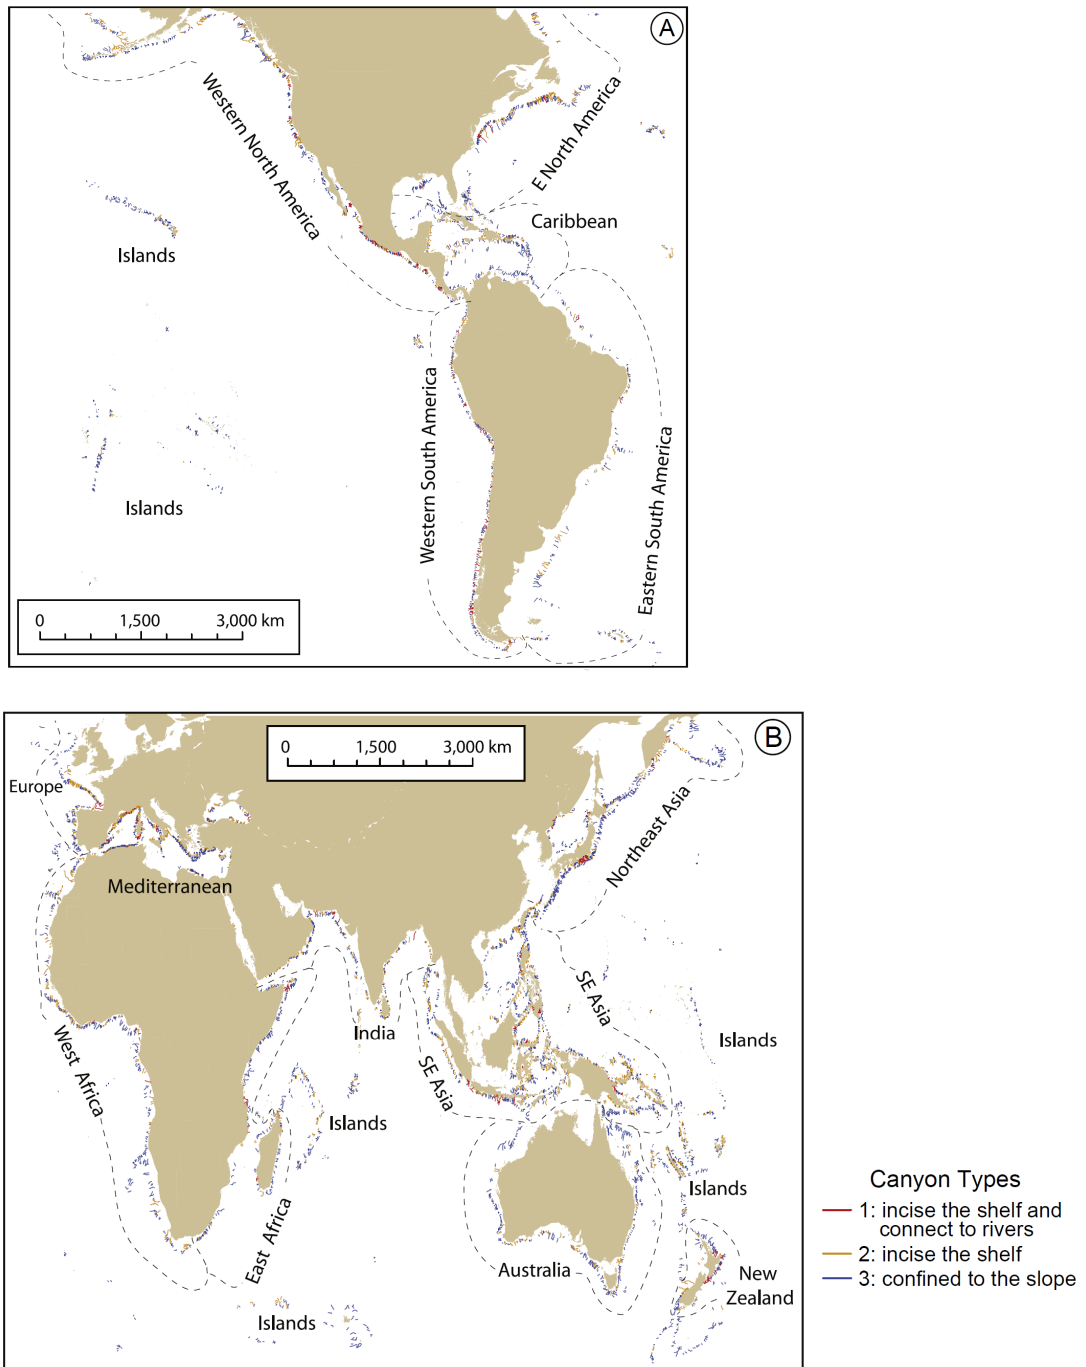 A
Western North America
E North America
Caribbean
Islands
Western South America
Eastern South America
Islands
0 1,500 3,000 km
B
0 1,500 3,000 km
Europe
Northeast Asia
Mediterranean
SE Asia
India
Islands
West Africa
SE Asia
Islands
Islands
East Africa
Australia
New
Zealand
Islands
Canyon Types
1: incise the shelf and
connect to rivers
2: incise the shelf
3: confined to the slope